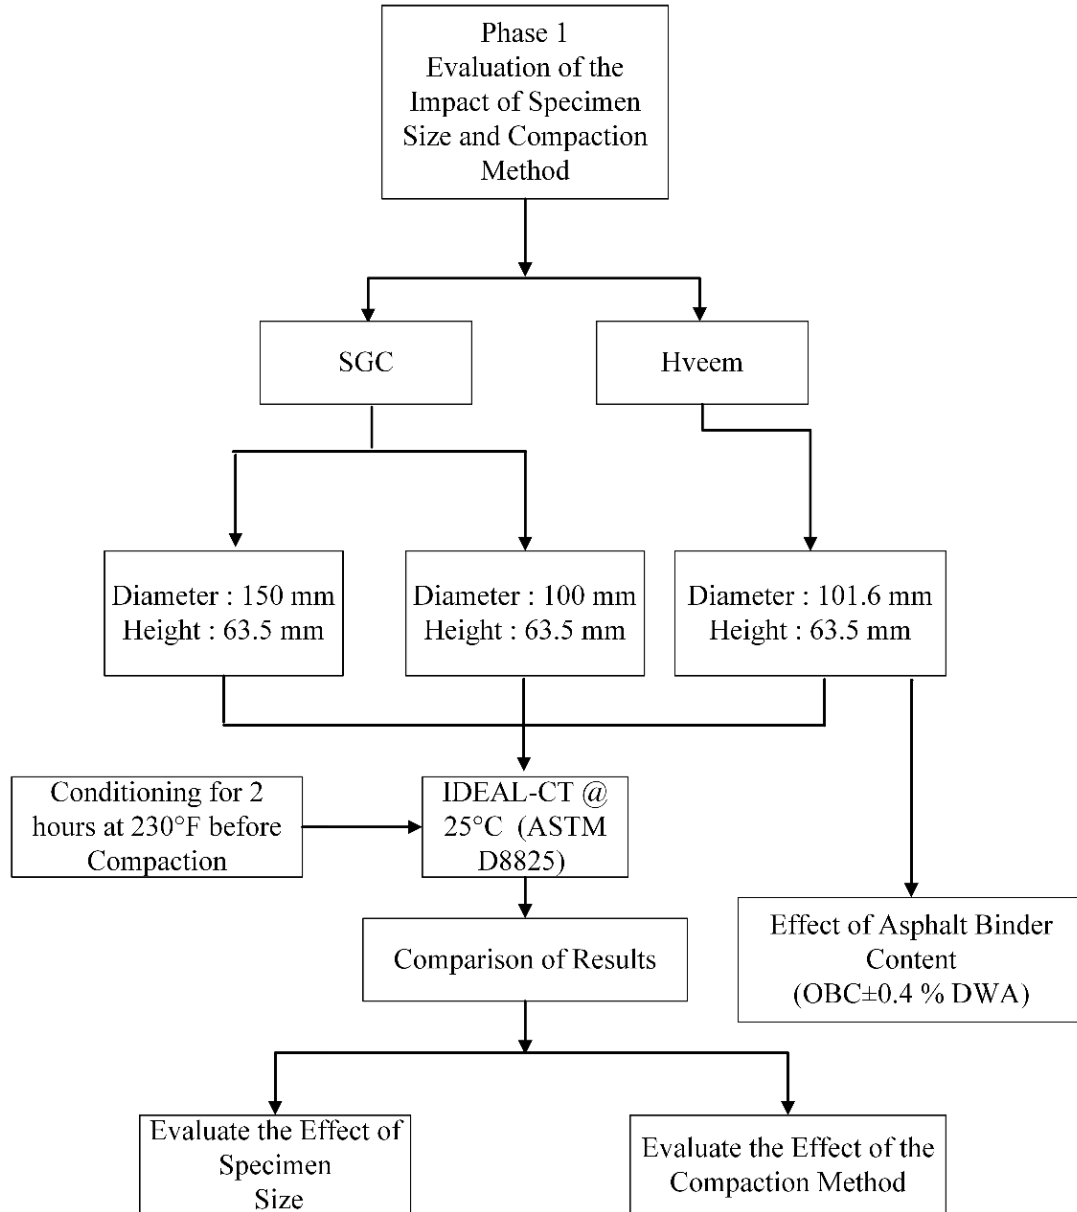 Phase 1
Evaluation of the
Impact of Specimen
Size and Compaction
Method
SGC
Hveem
Diameter : 150 mm
Height : 63.5 mm
Diameter : 100 mm
Height : 63.5 mm
Diameter : 101.6 mm
Height : 63.5 mm
Conditioning for 2
hours at 230°F before
Compaction
IDEAL-CT @
25°C (ASTM
D8825)
Effect of Asphalt Binder
Content
(OBC±0.4 % DWA)
Comparison of Results
Evaluate the Effect of
Specimen
Size
Evaluate the Effect of the
Compaction Method